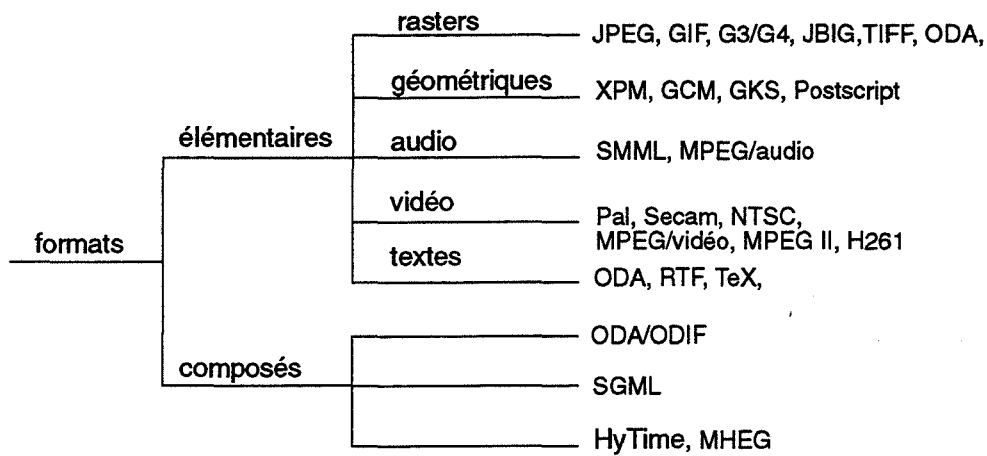 rasters
JPEG, GIF, G3/G4, JBIG,TIFF, ODA,
géométriques
XPM, GCM, GKS, Postscript
élémentaires
audio
SMML, MPEG/audio
vidéo
Pal, Secam, NTSC,
MPEG/vidéo, MPEG II, H261
formats
textes
ODA, RTF, TeX,
ODA/ODIF
composés
SGML
HyTime, MHEG